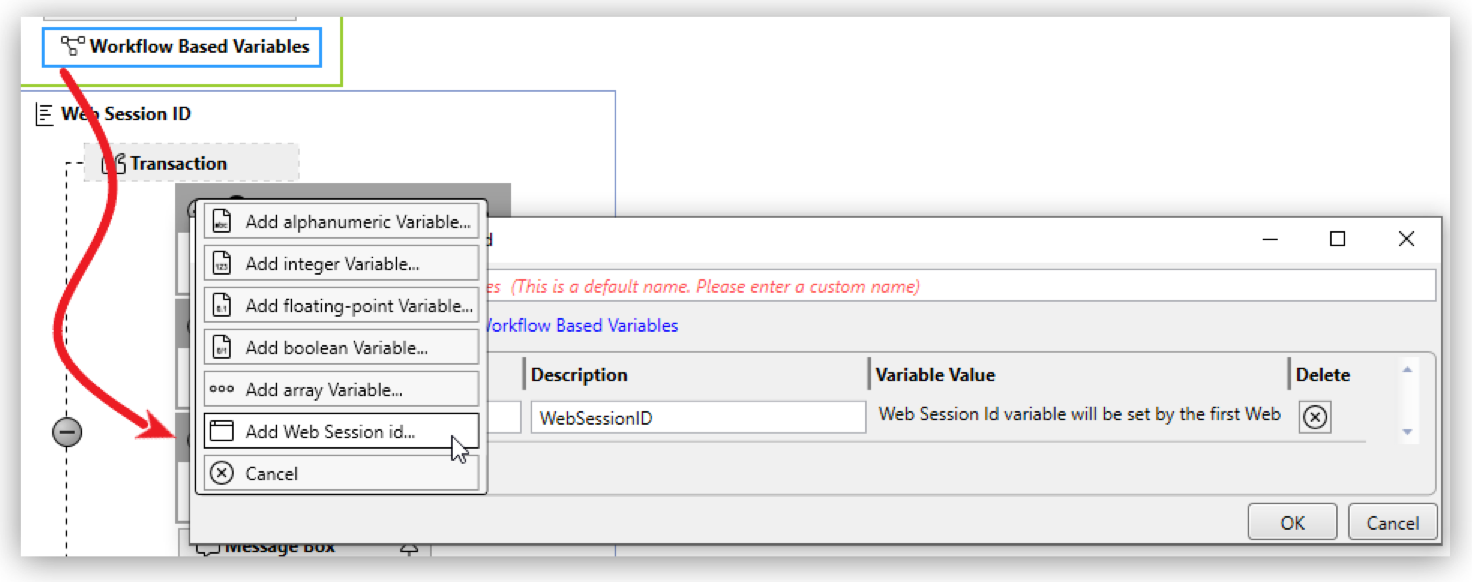 Workflow Based Variables
Web Session ID
Transaction
Add alphanumeric Variable...
Add integer Variable...
Add floating-point Variable...
Add boolean Variable...
Add array Variable...
Add Web Session id...
Cancel
(This is a default name. Please enter a custom name)
Workflow Based Variables
Description
Variable Value
Delete
WebSessionID
Web Session Id variable will be set by the first Web
OK
Cancel
Message Box